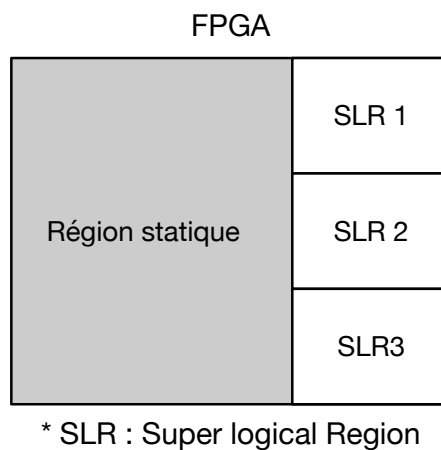 FPGA
SLR 1
Région statique
SLR 2
SLR3
* SLR : Super logical Region